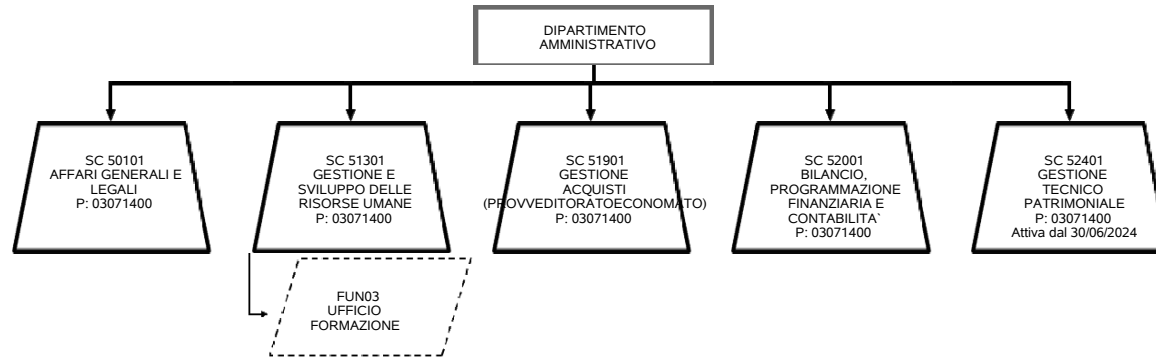 DIPARTIMENTO
AMMINISTRATIVO
SC 50101
AFFARI GENERALI E
LEGALI
P: 03071400
SC 51301
GESTIONE E
SVILUPPO DELLE
RISORSE UMANE
P: 03071400
SC 51901
GESTIONE
ACQUISTI
(PROVVEDITORATOECONOMATO)
P: 03071400
SC 52001
BILANCIO,
PROGRAMMAZIONE
FINANZIARIA E
CONTABILITA`
P: 03071400
SC 52401
GESTIONE
TECNICO
PATRIMONIALE
P: 03071400
Attiva dal 30/06/2024
FUN03
UFFICIO
FORMAZIONE